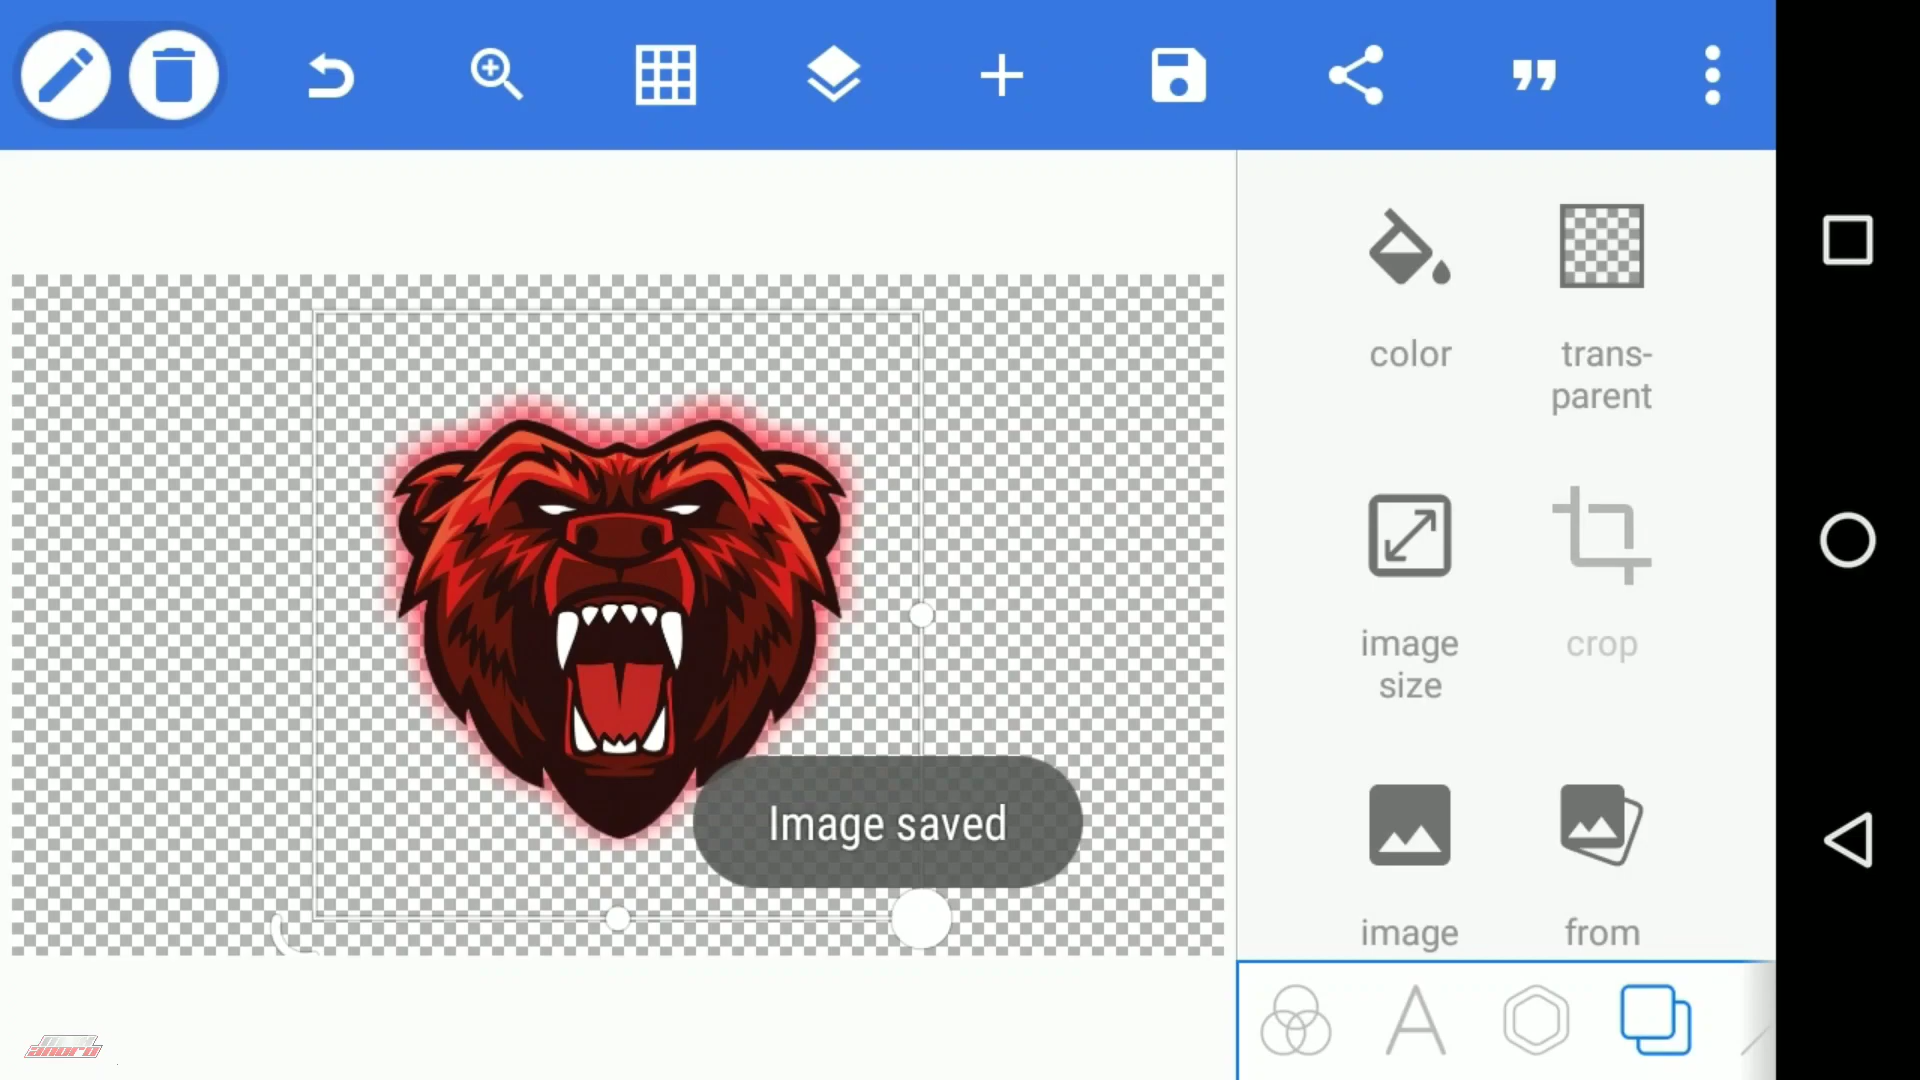 color
trans-
parent
image
size
crop
Image saved
image
from